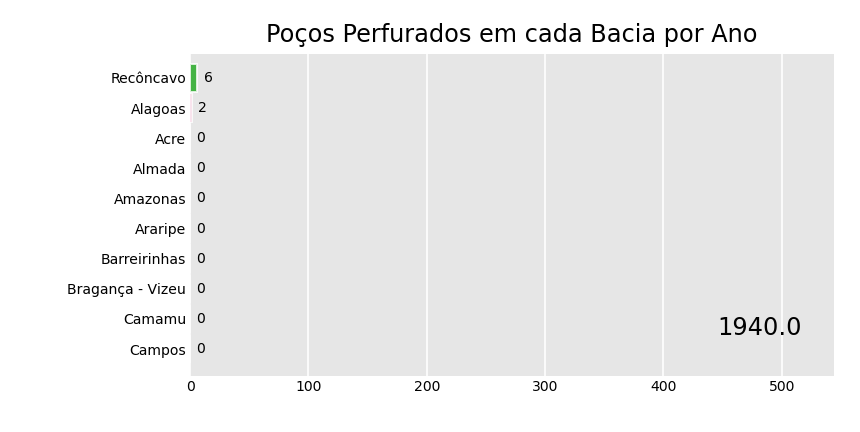 Poços Perfurados em cada Bacia por Ano
Recôncavo 6
Alagoas 2
Acre 0
Almada 0
Amazonas 0
Araripe 0
Barreirinhas 0
Bragança - Vizeu 0
Camamu 0
1940.0
Campos 0
0 100 200 300 400 500